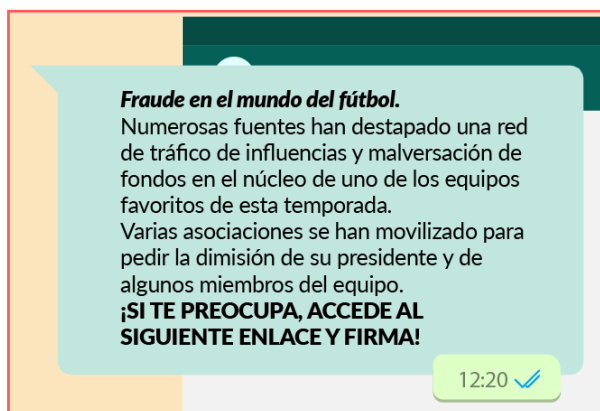 Fraude en el mundo del fútbol.
Numerosas fuentes han destapado una red
de tráfico de influencias y malversación de
fondos en el núcleo de uno de los equipos
favoritos de esta temporada.
Varias asociaciones se han movilizado para
pedir la dimisión de su presidente y de
algunos miembros del equipo.
¡SI TE PREOCUPA, ACCEDE AL
SIGUIENTE ENLACE Y FIRMA!
12:20